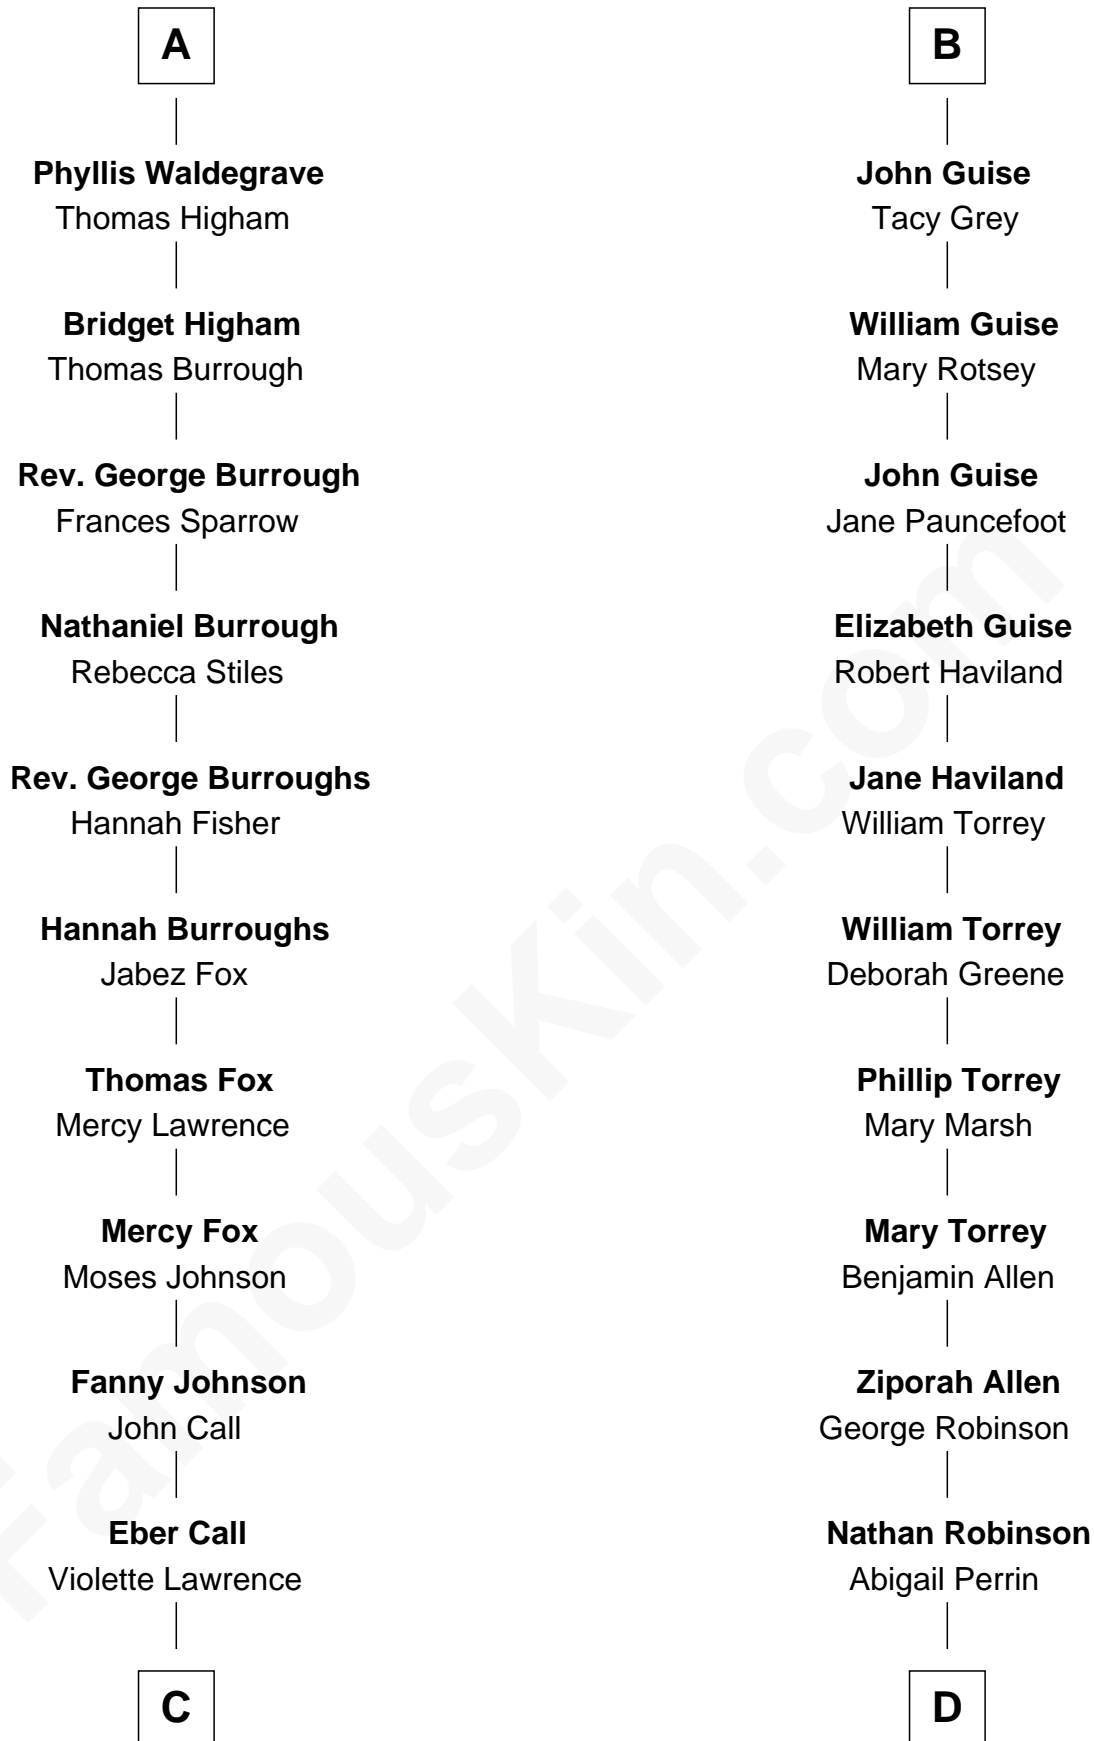 A
Phyllis Waldegrave
Thomas Higham
Bridget Higham
Thomas Burrough
Rev. George Burrough
Frances Sparrow
Nathaniel Burrough
Rebecca Stiles
Rev. George Burroughs
Hannah Fisher
Hannah Burroughs
Jabez Fox
Thomas Fox
Mercy Lawrence
Mercy Fox
Moses Johnson
Fanny Johnson
John Call
Eber Call
Violette Lawrence
C
B
John Guise
Tacy Grey
William Guise
Mary Rotsey
John Guise
Jane Pauncefoot
Elizabeth Guise
Robert Haviland
Jane Haviland
William Torrey
William Torrey
Deborah Greene
Phillip Torrey
Mary Marsh
Mary Torrey
Benjamin Allen
Ziporah Allen
George Robinson
Nathan Robinson
Abigail Perrin
D
FamousKin.com